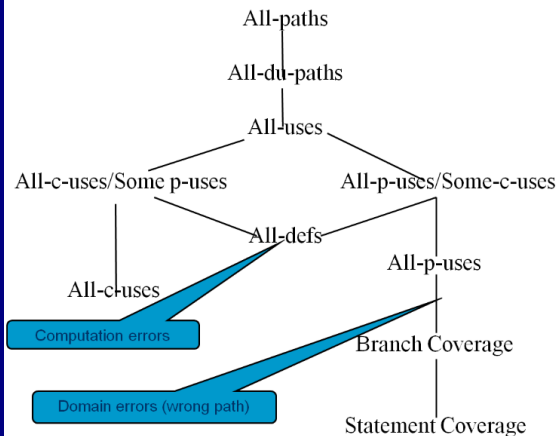 All-paths
All-du-paths
All-uses
All-c-uses/Some p-uses
All-p-uses/Some-c-uses
All-defs
All-p-uses
All-c-uses
Computation errors
Branch Coverage
Domain errors (wrong path)
Statement Coverage